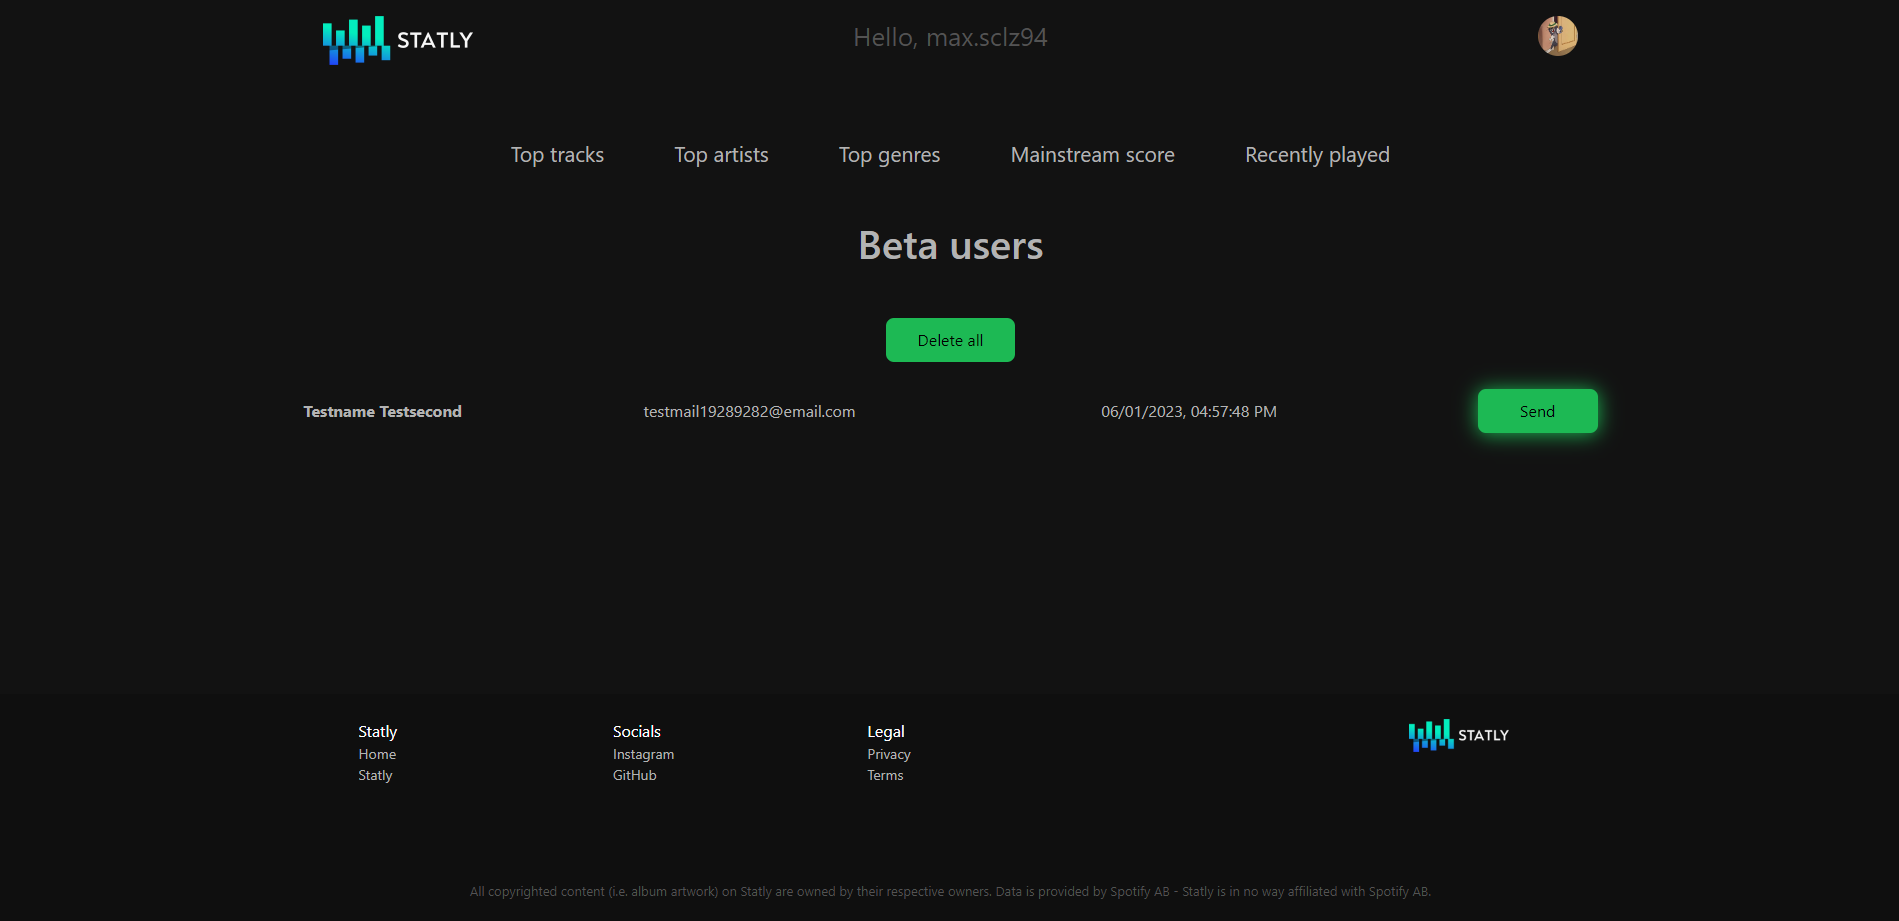 STATLY
Hello, max.sclz94
Top tracks Top artists Top genres Mainstream score Recently played
Beta users
Delete all
Testname Testsecond testmail19289282@email.com 06/01/2023, 04:57:48 PM Send
Statly Socials Legal STATLY
Home Instagram Privacy
Statly GitHub Terms
All copyrighted content (i.e. album artwork) on Statly are owned by their respective owners. Data is provided by Spotify AB - Statly is in no way affiliated with Spotify AB.